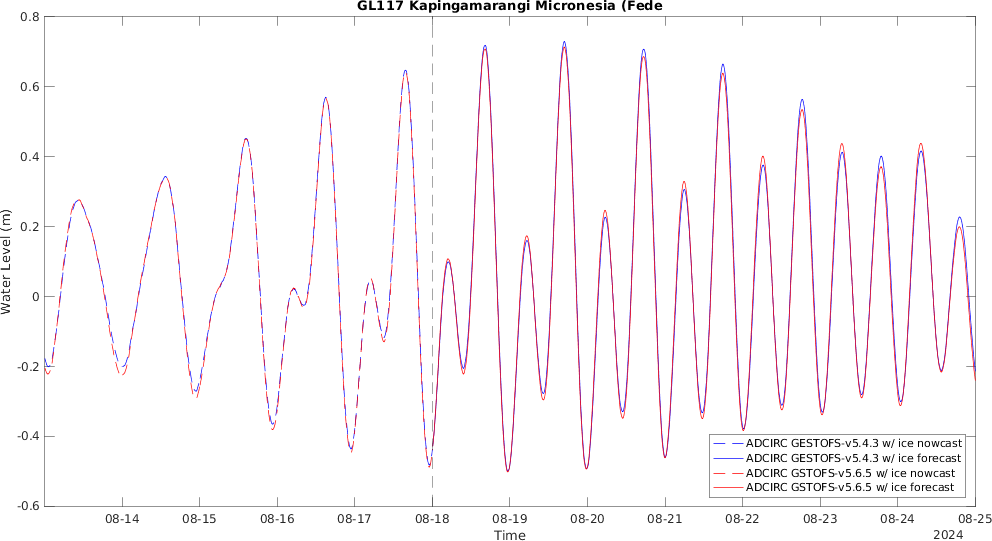 GL117 Kapingamarangi Micronesia (Fede
Water Level (m)
0.8
0.6
0.4
0.2
0
-0.2
-0.4
-0.6
08-14 08-15 08-16 08-17 08-18 08-19 08-20 08-21 08-22 08-23 08-24 08-25
Time
2024
ADCIRC GESTOFS-v5.4.3 w/ ice nowcast
ADCIRC GESTOFS-v5.4.3 w/ ice forecast
ADCIRC GSTOFS-v5.6.5 w/ ice nowcast
ADCIRC GSTOFS-v5.6.5 w/ ice forecast